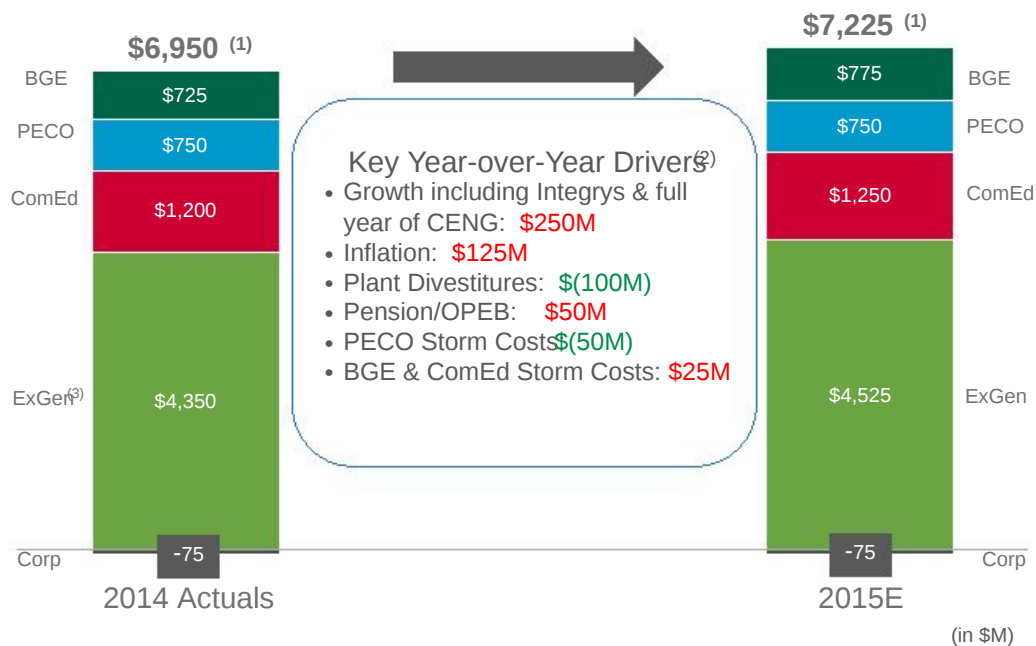 $6,950 (1)
BGE
$725
PECO
$750
ComEd
$1,200
ExGen(3)
$4,350
Corp
-75
2014 Actuals
Key Year-over-Year Drivers(2)
• Growth including Integrys & full
year of CENG: $250M
• Inflation: $125M
• Plant Divestitures: $(100M)
• Pension/OPEB: $50M
• PECO Storm Costs$(50M)
• BGE & ComEd Storm Costs: $25M
$7,225 (1)
$775
BGE
$750
PECO
$1,250
ComEd
$4,525
ExGen
-75
Corp
2015E
(in $M)